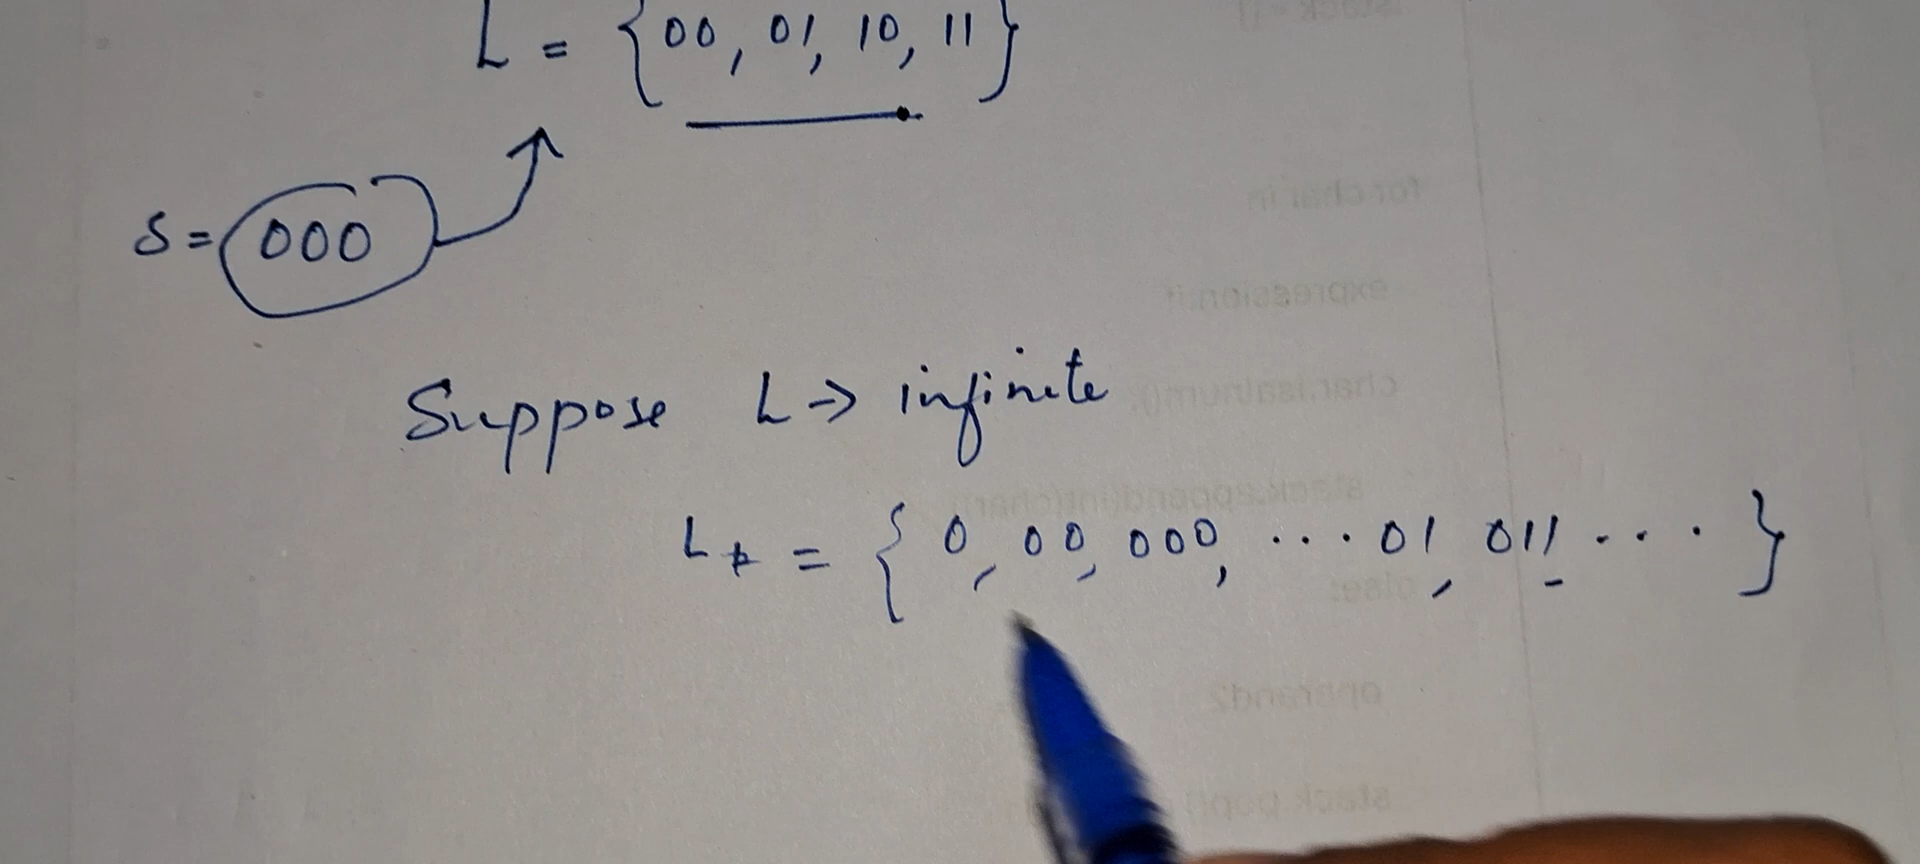 L = {00, 01, 10, 11}
S = 000
Suppose L → infinite
L* = {0, 00, 000, ... 01, 011 ... }